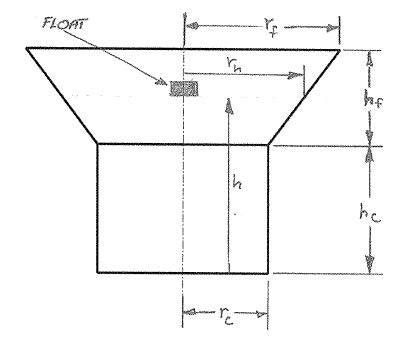 FLOAT
r_f
r_h
h_f
h
h_c
r_c